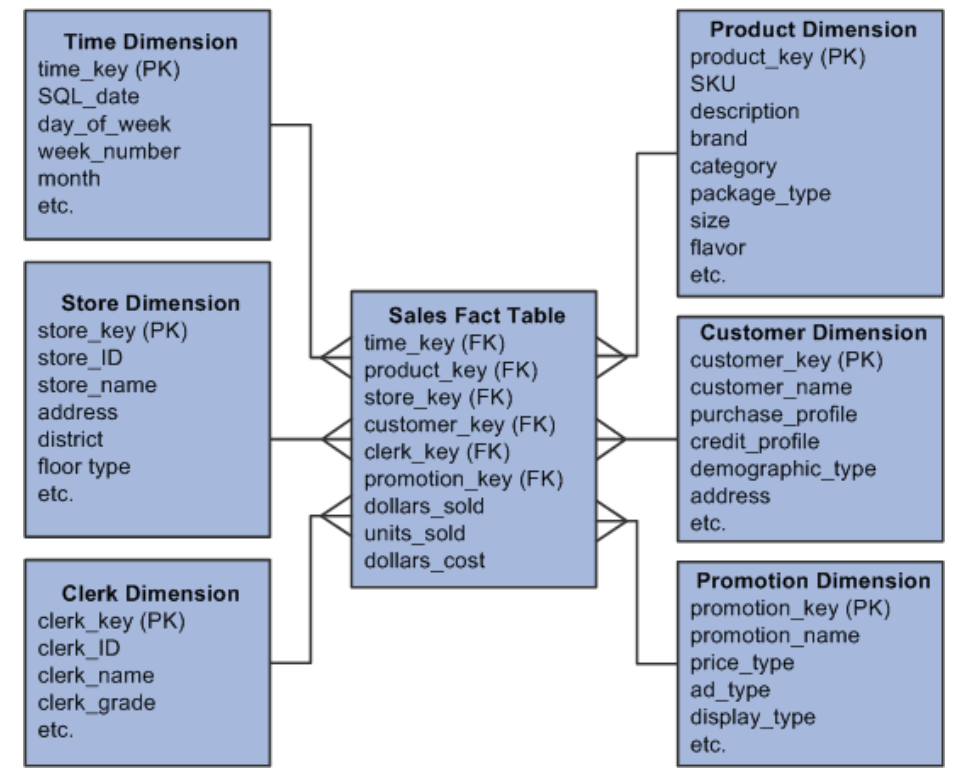 Time Dimension
time_key (PK)
SQL_date
day_of_week
week_number
month
etc.
Store Dimension
store_key (PK)
store_ID
store_name
address
district
floor type
etc.
Clerk Dimension
clerk_key (PK)
clerk_ID
clerk_name
clerk_grade
etc.
Sales Fact Table
time_key (FK)
product_key (FK)
store_key (FK)
customer_key (FK)
clerk_key (FK)
promotion_key (FK)
dollars_sold
units_sold
dollars_cost
Product Dimension
product_key (PK)
SKU
description
brand
category
package_type
size
flavor
etc.
Customer Dimension
customer_key (PK)
customer_name
purchase_profile
credit_profile
demographic_type
address
etc.
Promotion Dimension
promotion_key (PK)
promotion_name
price_type
ad_type
display_type
etc.